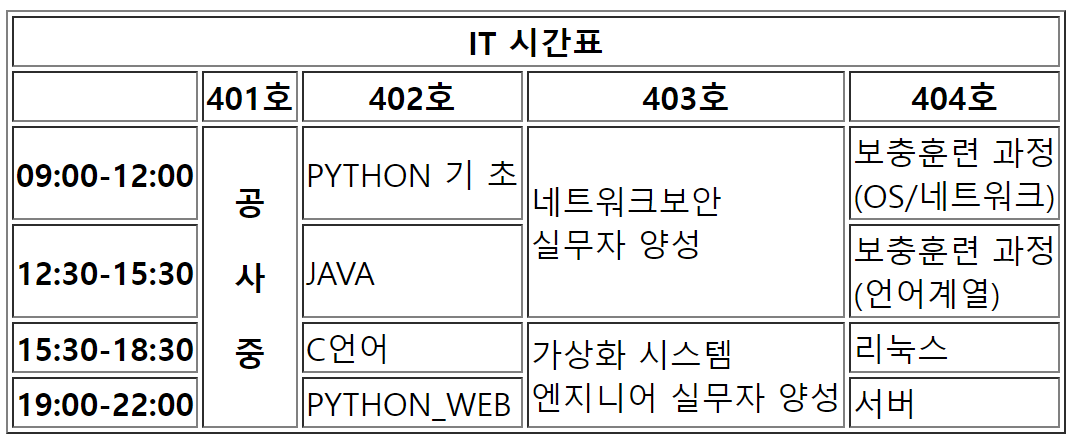 IT 시간표
401호 402호 403호 404호
09:00-12:00 PYTHON 기 초 보충훈련 과정
(OS/네트워크)
공
사
중
네트워크보안
실무자 양성
12:30-15:30 JAVA 보충훈련 과정
(언어계열)
15:30-18:30 C언어 리눅스
가상화 시스템
엔지니어 실무자 양성
19:00-22:00 PYTHON_WEB 서버